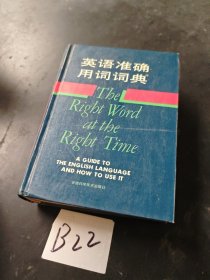 英语准确
用词词典
The
Right Word
at the
Right Time
A GUIDE TO
THE ENGLISH LANGUAGE
AND HOW TO USE IT
B22